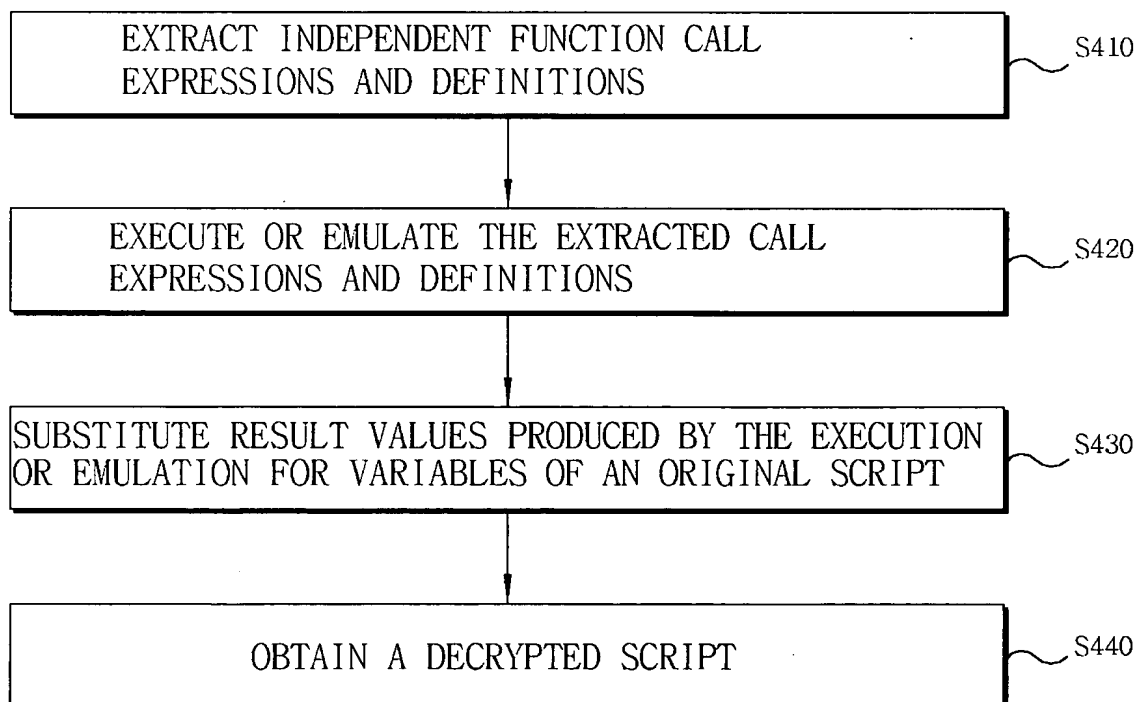 EXTRACT INDEPENDENT FUNCTION CALL
EXPRESSIONS AND DEFINITIONS
S410
EXECUTE OR EMULATE THE EXTRACTED CALL
EXPRESSIONS AND DEFINITIONS
S420
SUBSTITUTE RESULT VALUES PRODUCED BY THE EXECUTION
OR EMULATION FOR VARIABLES OF AN ORIGINAL SCRIPT
S430
OBTAIN A DECRYPTED SCRIPT
S440